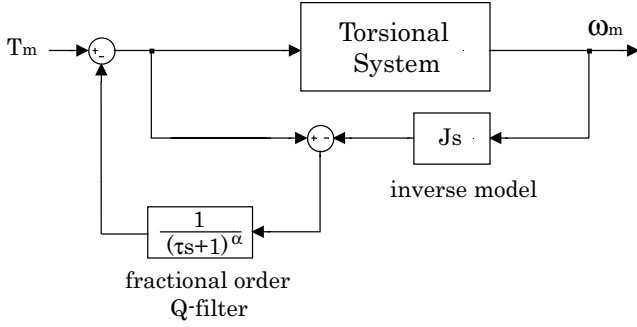 Tm
+
-
Torsional
System
ωm
+ -
Js
inverse model
1
(τs+1)α
fractional order
Q-filter